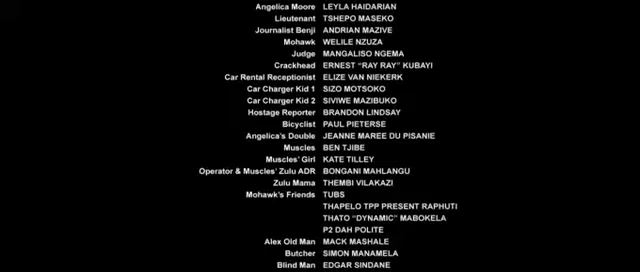 Angelica Moore LEYLA HAIDARIAN
Lieutenant TSHEPO MASEKO
Journalist Benji ANDRIAN MAZIVE
Mohawk WELILE NZUZA
Judge MANGALISO NGEMA
Crackhead ERNEST “RAY RAY” KUBAYI
Car Rental Receptionist ELIZE VAN NIEKERK
Car Charger Kid 1 SIZO MOTSOKO
Car Charger Kid 2 SIVIWE MAZIBUKO
Hostage Reporter BRANDON LINDSAY
Bicyclist PAUL PIETERSE
Angelica’s Double JEANNE MAREE DU PISANIE
Muscles BEN TJIBE
Muscles’ Girl KATE TILLEY
Operator & Muscles’ Zulu ADR BONGANI MAHLANGU
Zulu Mama THEMBI VILAKAZI
Mohawk’s Friends TUBS
THAPELO TPP PRESENT RAPHUTI
THATO “DYNAMIC” MABOKELA
P2 DAH POLITE
Alex Old Man MACK MASHALE
Butcher SIMON MANAMELA
Blind Man EDGAR SINDANE